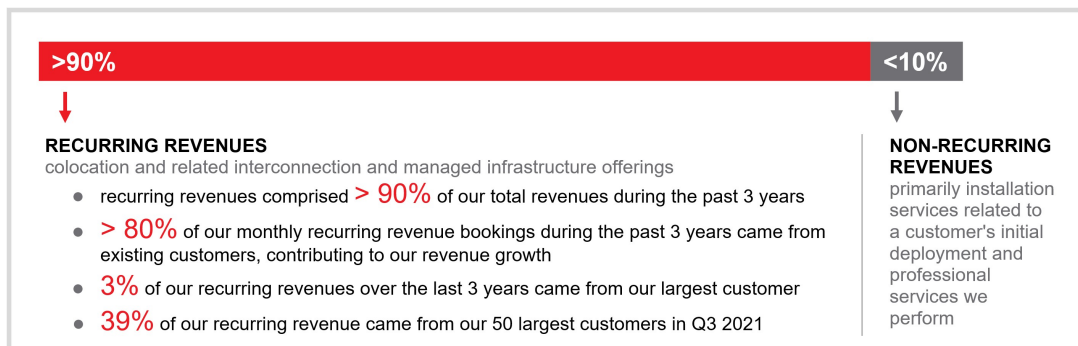 >90%
<10%
RECURRING REVENUES
colocation and related interconnection and managed infrastructure offerings
● recurring revenues comprised > 90% of our total revenues during the past 3 years
● > 80% of our monthly recurring revenue bookings during the past 3 years came from
existing customers, contributing to our revenue growth
● 3% of our recurring revenues over the last 3 years came from our largest customer
● 39% of our recurring revenue came from our 50 largest customers in Q3 2021
NON-RECURRING
REVENUES
primarily installation
services related to
a customer's initial
deployment and
professional
services we
perform